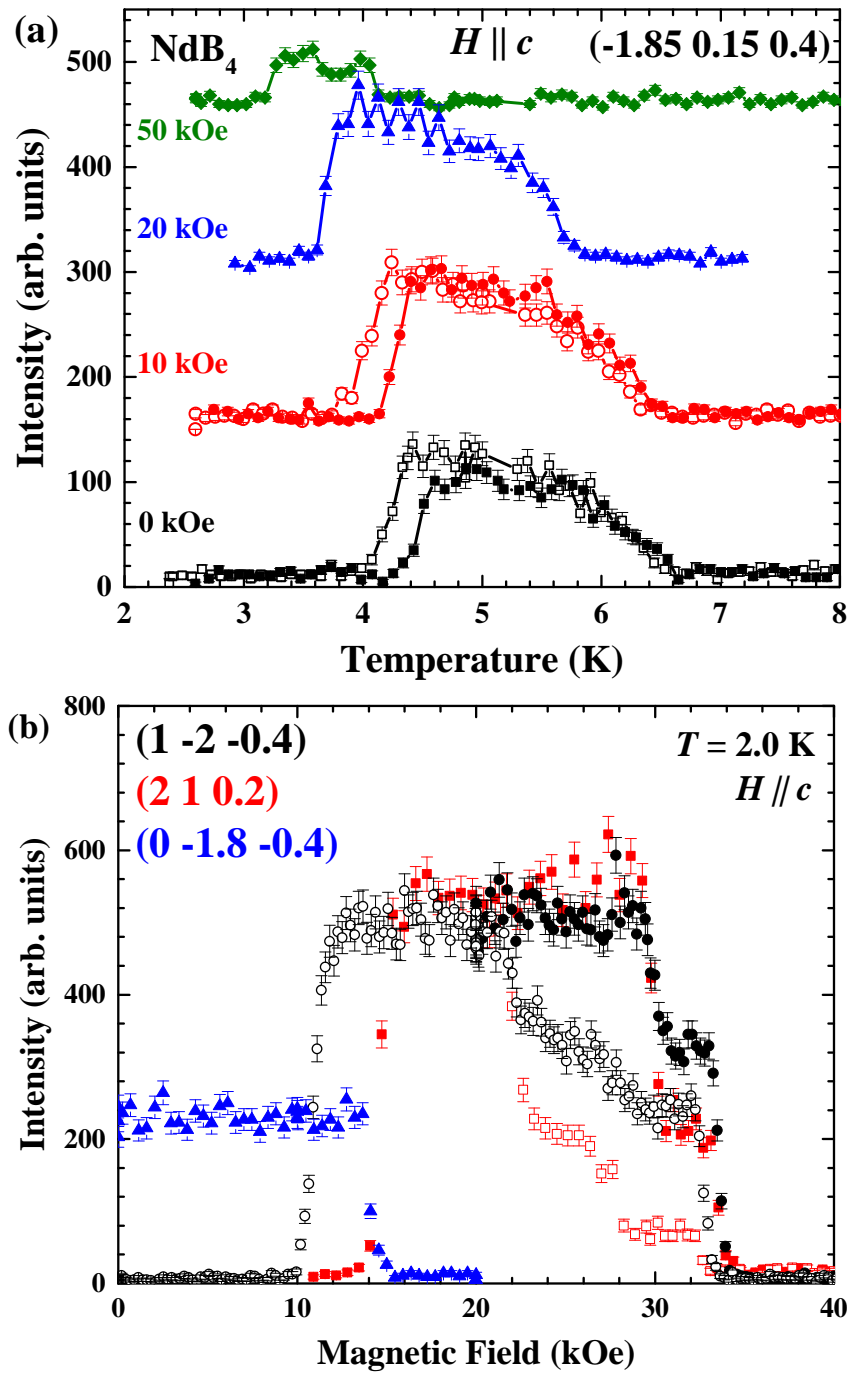 (a)
NdB4
H || c
(-1.85 0.15 0.4)
500
400
300
200
100
0
50 kOe
20 kOe
10 kOe
0 kOe
Intensity (arb. units)
2 3 4 5 6 7 8
Temperature (K)
(b)
800
600
400
200
0
(1 -2 -0.4)
(2 1 0.2)
(0 -1.8 -0.4)
T = 2.0 K
H // c
Intensity (arb. units)
0 10 20 30 40
Magnetic Field (kOe)